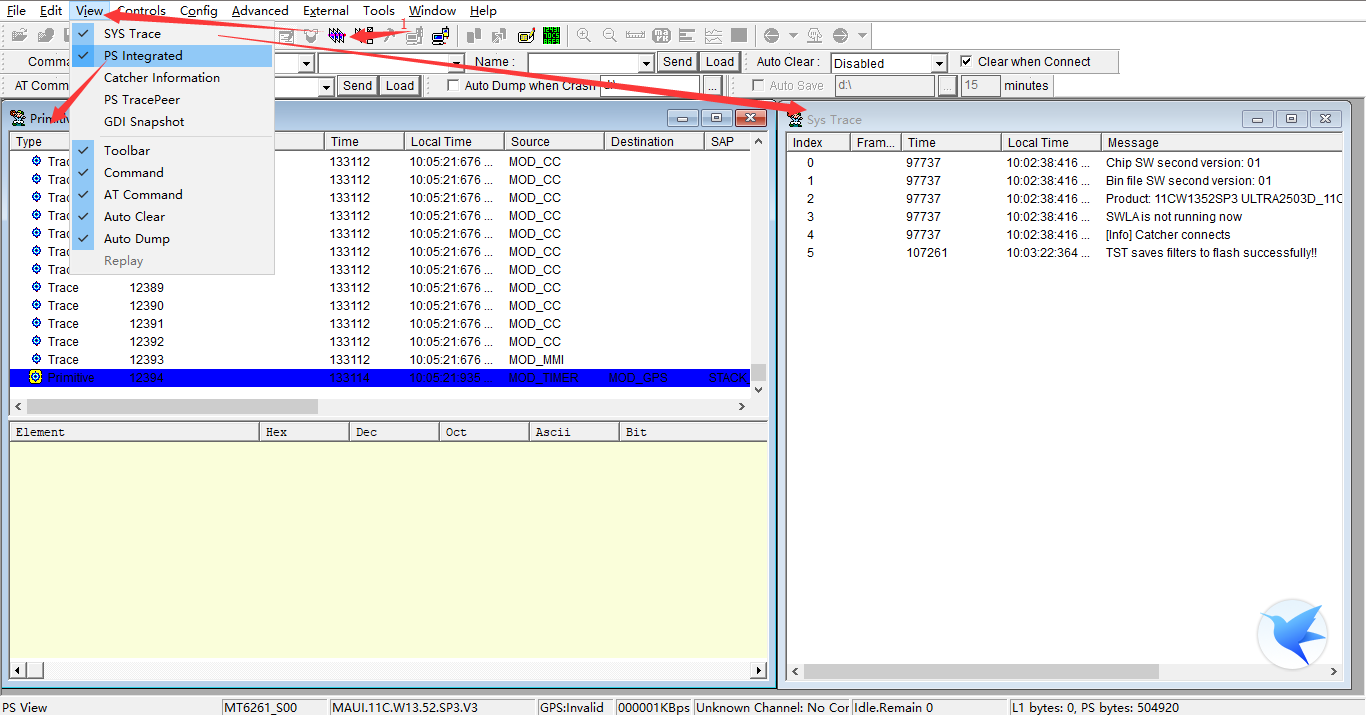 File Edit View Controls Config Advanced External Tools Window Help
1
SYS Trace
PS Integrated
Catcher Information
PS TracePeer
GDI Snapshot
Toolbar
Command
AT Command
Auto Clear
Auto Dump
Replay
Comma Name : Send Load Auto Clear : Disabled Clear when Connect
AT Comm Send Load Auto Dump when Crash ... Auto Save d:\ ... 15 minutes
Primitiv
Type Time Local Time Source Destination SAP
Trac 133112 10:05:21:676 ... MOD_CC
Trac 133112 10:05:21:676 ... MOD_CC
Trac 133112 10:05:21:676 ... MOD_CC
Trac 133112 10:05:21:676 ... MOD_CC
Trac 133112 10:05:21:676 ... MOD_CC
Trac 133112 10:05:21:676 ... MOD_CC
Trac 133112 10:05:21:676 ... MOD_CC
Trace 12389 133112 10:05:21:676 ... MOD_CC
Trace 12390 133112 10:05:21:676 ... MOD_CC
Trace 12391 133112 10:05:21:676 ... MOD_CC
Trace 12392 133112 10:05:21:676 ... MOD_CC
Trace 12393 133112 10:05:21:676 ... MOD_MMI
Primitive 12394 133114 10:05:21:935 MOD_TIMER MOD_GPS STACK
Element Hex Dec Oct Ascii Bit
Sys Trace
Index Fram... Time Local Time Message
0 97737 10:02:38:416 ... Chip SW second version: 01
1 97737 10:02:38:416 ... Bin file SW second version: 01
2 97737 10:02:38:416 ... Product: 11CW1352SP3 ULTRA2503D_11C
3 97737 10:02:38:416 ... SWLA is not running now
4 97737 10:02:38:416 ... [Info] Catcher connects
5 107261 10:03:22:364 ... TST saves filters to flash successfully!!
PS View MT6261_S00 MAUI.11C.W13.52.SP3.V3 GPS:Invalid 000001KBps Unknown Channel: No Cor Idle.Remain 0 L1 bytes: 0, PS bytes: 504920